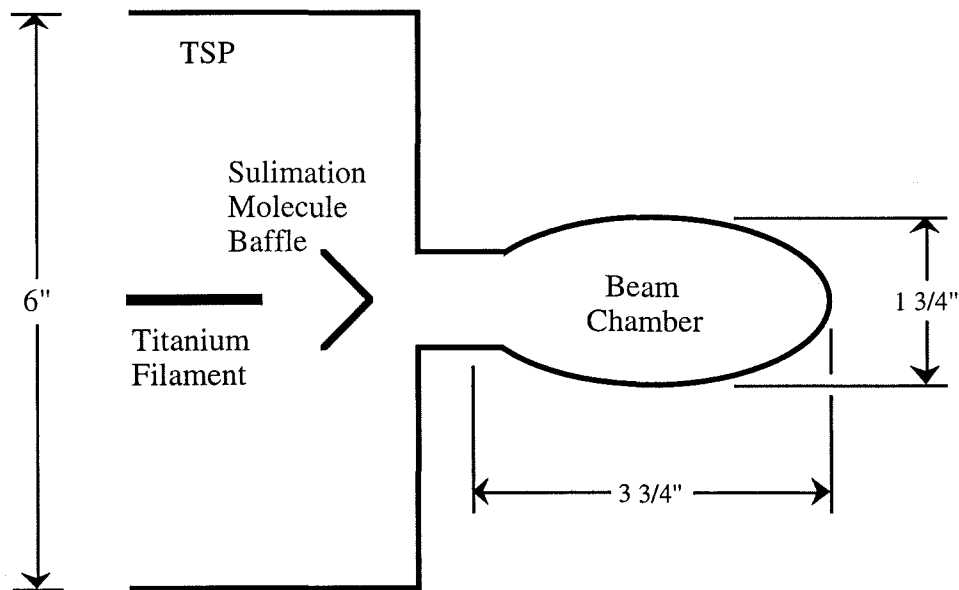 TSP
Sulimation
Molecule
Baffle
6"
Titanium
Filament
Beam
Chamber
1 3/4"
3 3/4"